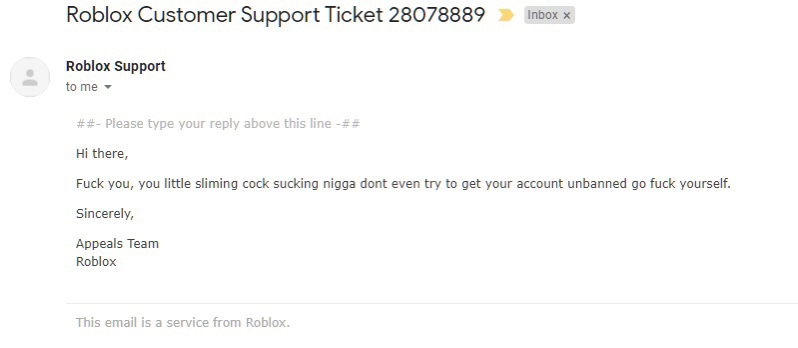 Roblox Customer Support Ticket 28078889 Inbox x
Roblox Support
to me
##- Please type your reply above this line -##
Hi there,
Fuck you, you little sliming cock sucking nigga dont even try to get your account unbanned go fuck yourself.
Sincerely,
Appeals Team
Roblox
This email is a service from Roblox.